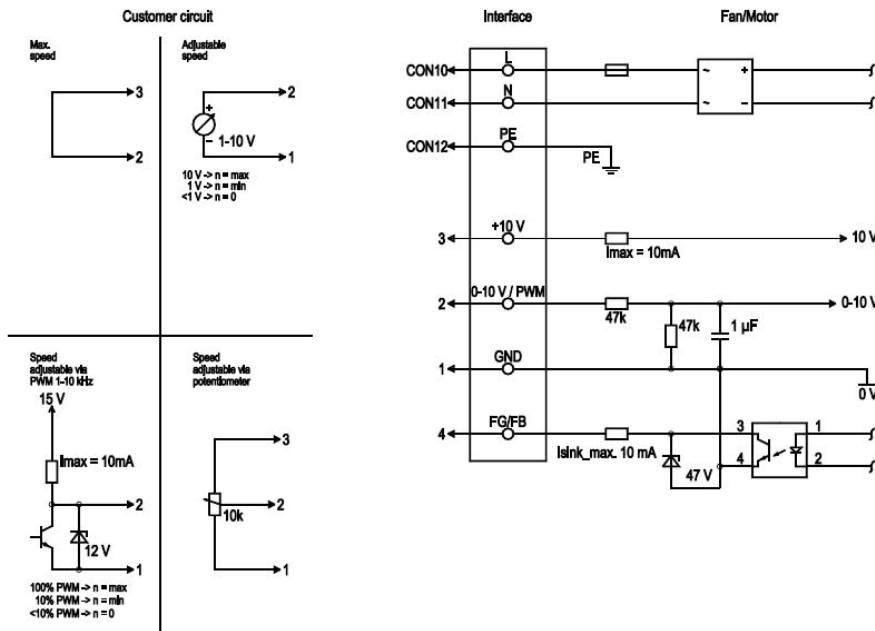 Customer circuit
Interface
Fan/Motor
Max.
speed
3
2
Adjustable
speed
2
+
–
1-10 V
1
10 V -> n = max
1 V -> n = min
<1 V -> n = 0
Speed
adjustable via
PWM 1-10 kHz
15 V
Imax = 10mA
2
12 V
1
100% PWM -> n = max
10% PWM -> n = min
<10% PWM -> n = 0
Speed
adjustable via
potentiometer
3
2
10k
1
CON10
L
~ +
CON11
N
~ –
CON12
PE
PE
3
+10 V
Imax = 10mA
10 V
2
0-10 V / PWM
47k
47k
1 µF
0-10 V
1
GND
0 V
4
FG/FB
Isink_max. 10 mA
47 V
3
4
1
2